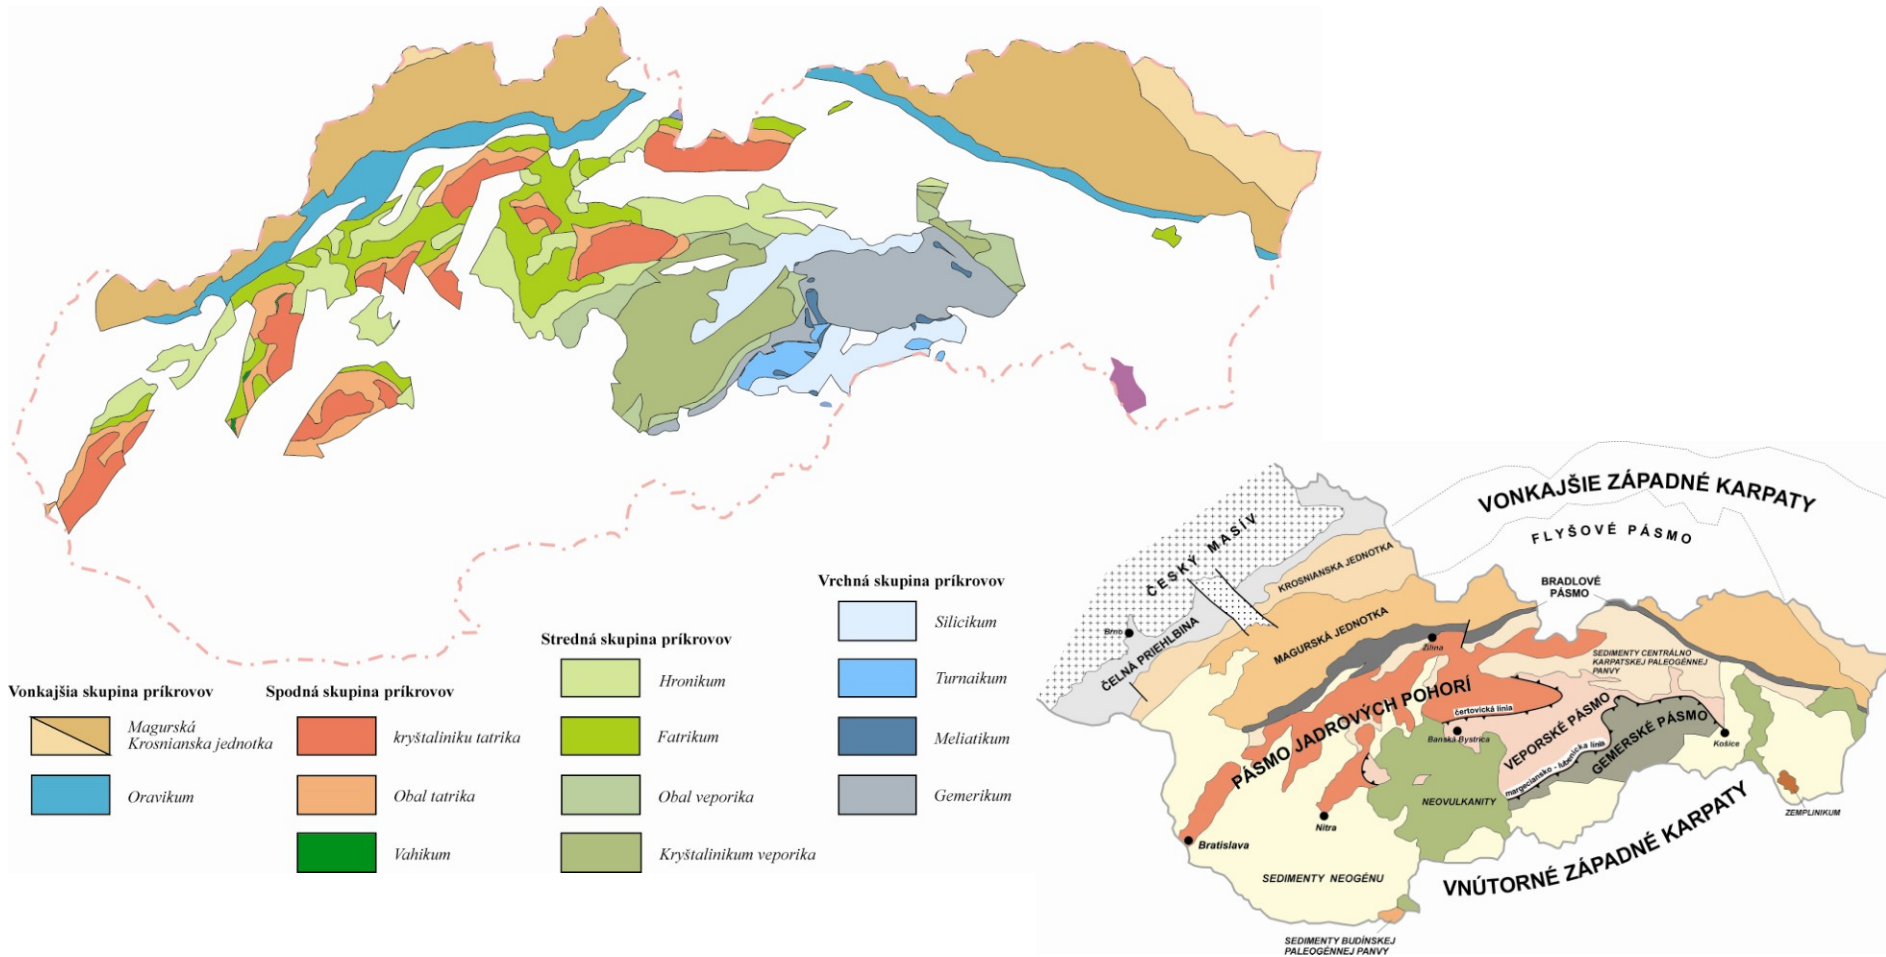 Vonkajšia skupina príkrovov
Magurská
Krosnianska jednotka
Oravikum
Spodná skupina príkrovov
kryštaliniku tatrika
Obal tatrika
Vahikum
Stredná skupina príkrovov
Hronikum
Fatrikum
Obal veporika
Kryštalinikum veporika
Vrchná skupina príkrovov
Silicikum
Turnaikum
Meliatikum
Gemerikum
VONKAJŠIE ZÁPADNÉ KARPATY
FLYŠOVÉ PÁSMO
ČESKÝ MASÍV
KROSNIANSKA JEDNOTKA
BRADLOVÉ
PÁSMO
Brno
ČELNÁ PRIEHLBINA
MAGURSKÁ JEDNOTKA
Žilina
SEDIMENTY CENTRÁLNO
KARPATSKEJ PALEOGÉNNEJ
PANVY
PÁSMO JADROVÝCH POHORÍ
čertovická línia
Banská Bystrica
VEPORSKÉ PÁSMO
margeciansko - lubenícka línia
GEMERSKÉ PÁSMO
Košice
NEOVULKANITY
ZEMPLINIKUM
Nitra
Bratislava
SEDIMENTY NEOGÉNU
VNÚTORNÉ ZÁPADNÉ KARPATY
SEDIMENTY BUDÍNSKEJ
PALEOGÉNNEJ PANVY